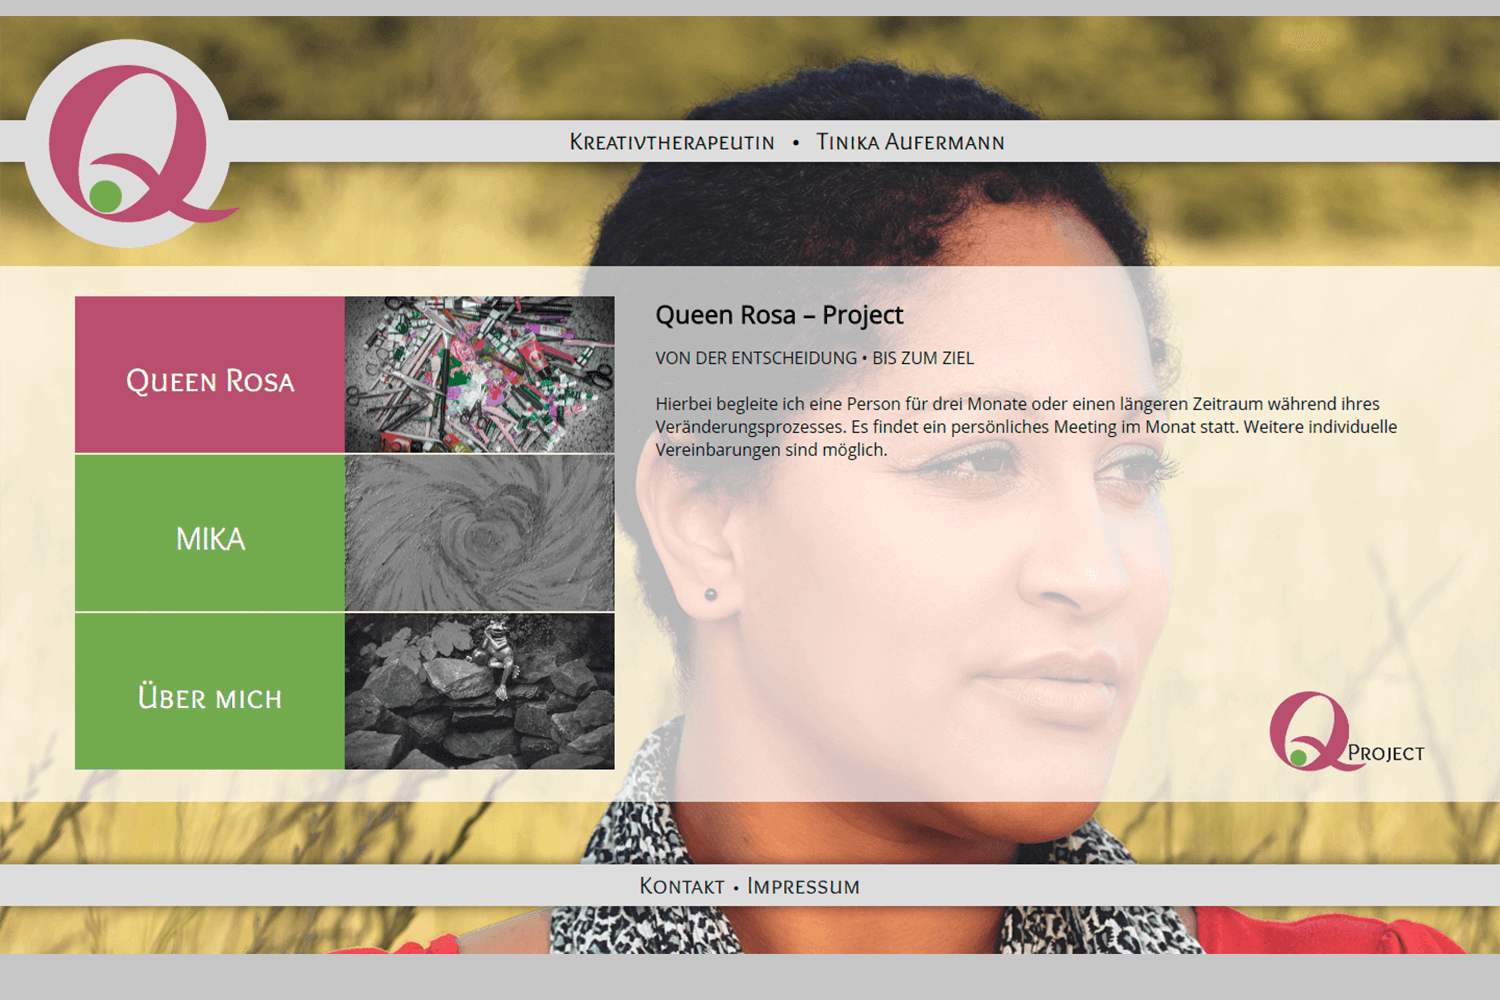 Q
Kreativtherapeutin • Tinika Aufermann
Queen Rosa
MIKA
Über mich
Queen Rosa – Project
VON DER ENTSCHEIDUNG • BIS ZUM ZIEL
Hierbei begleite ich eine Person für drei Monate oder einen längeren Zeitraum während ihres
Veränderungsprozesses. Es findet ein persönliches Meeting im Monat statt. Weitere individuelle
Vereinbarungen sind möglich.
Q Project
Kontakt • Impressum